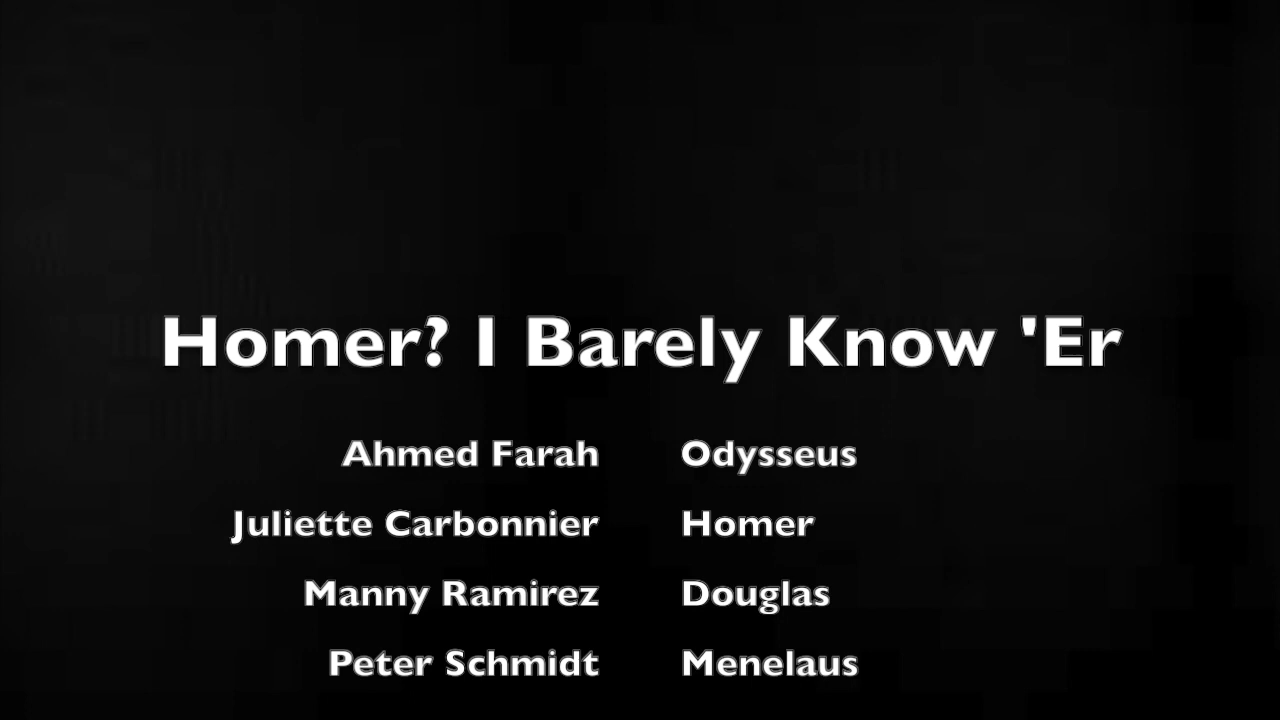 Homer? I Barely Know 'Er
Ahmed Farah Odysseus
Juliette Carbonnier Homer
Manny Ramirez Douglas
Peter Schmidt Menelaus